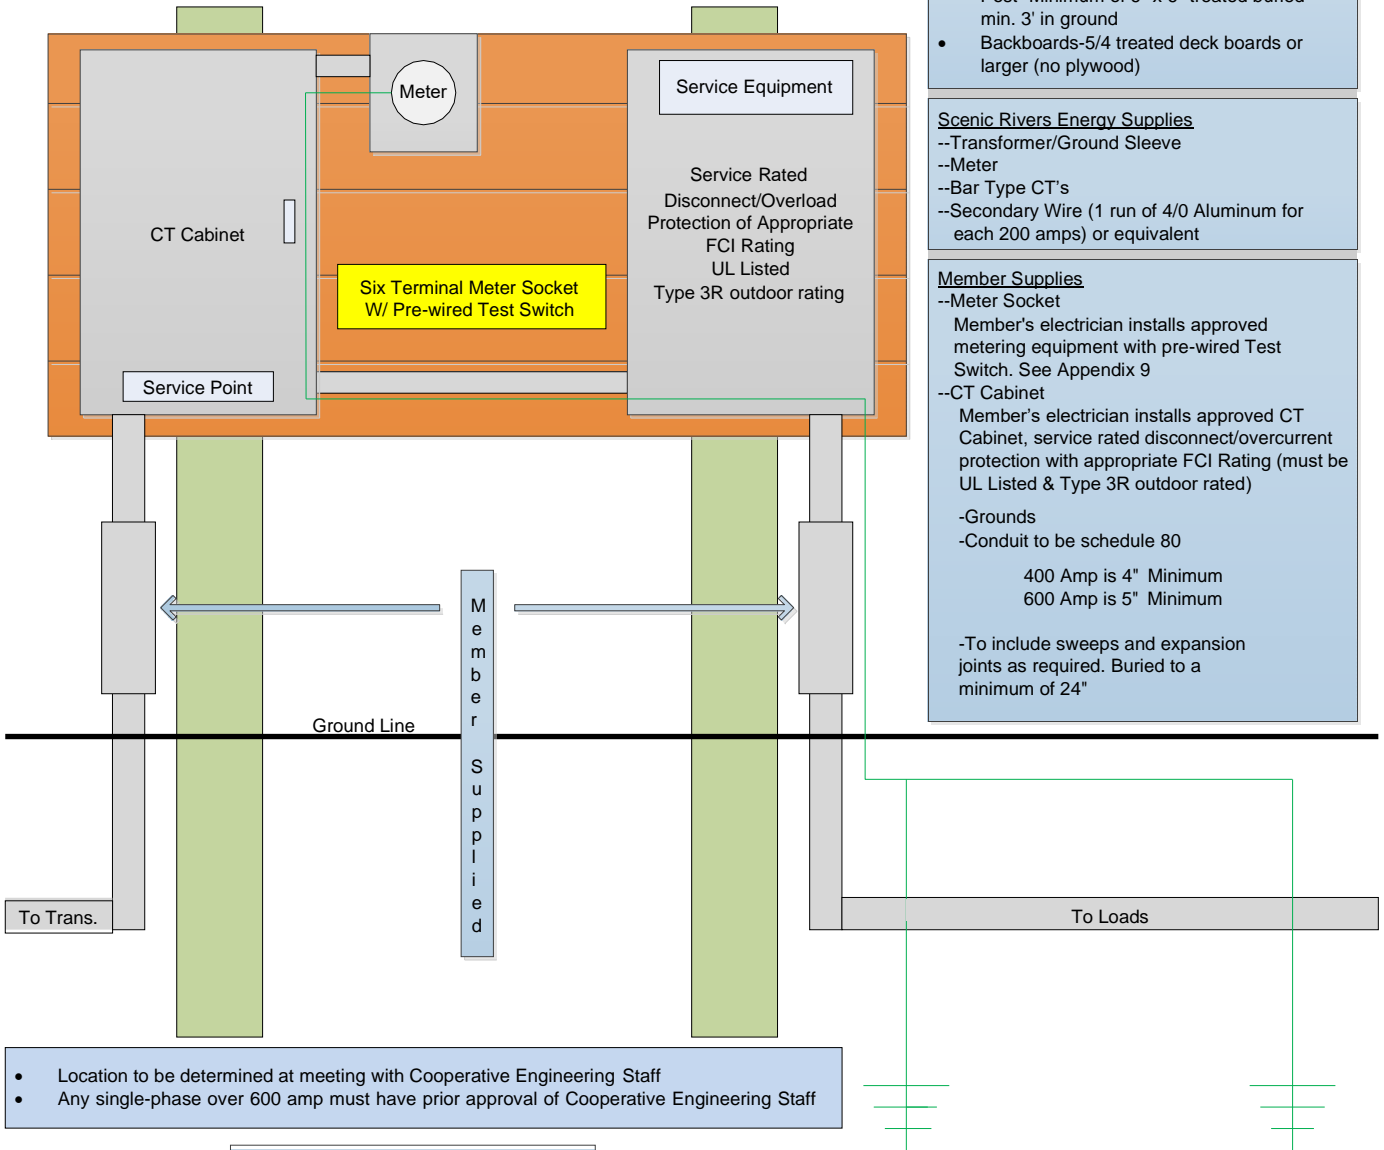 min. 3' in ground
• Backboards-5/4 treated deck boards or
larger (no plywood)
Meter
Service Equipment
Service Rated
Disconnect/Overload
Protection of Appropriate
FCI Rating
UL Listed
Type 3R outdoor rating
CT Cabinet
Six Terminal Meter Socket
W/ Pre-wired Test Switch
Service Point
Scenic Rivers Energy Supplies
--Transformer/Ground Sleeve
--Meter
--Bar Type CT's
--Secondary Wire (1 run of 4/0 Aluminum for
each 200 amps) or equivalent
Member Supplies
--Meter Socket
Member's electrician installs approved
metering equipment with pre-wired Test
Switch. See Appendix 9
--CT Cabinet
Member’s electrician installs approved CT
Cabinet, service rated disconnect/overcurrent
protection with appropriate FCI Rating (must be
UL Listed & Type 3R outdoor rated)
-Grounds
-Conduit to be schedule 80
400 Amp is 4" Minimum
600 Amp is 5" Minimum
-To include sweeps and expansion
joints as required. Buried to a
minimum of 24"
Member Supplied
Ground Line
To Trans.
To Loads
• Location to be determined at meeting with Cooperative Engineering Staff
• Any single-phase over 600 amp must have prior approval of Cooperative Engineering Staff